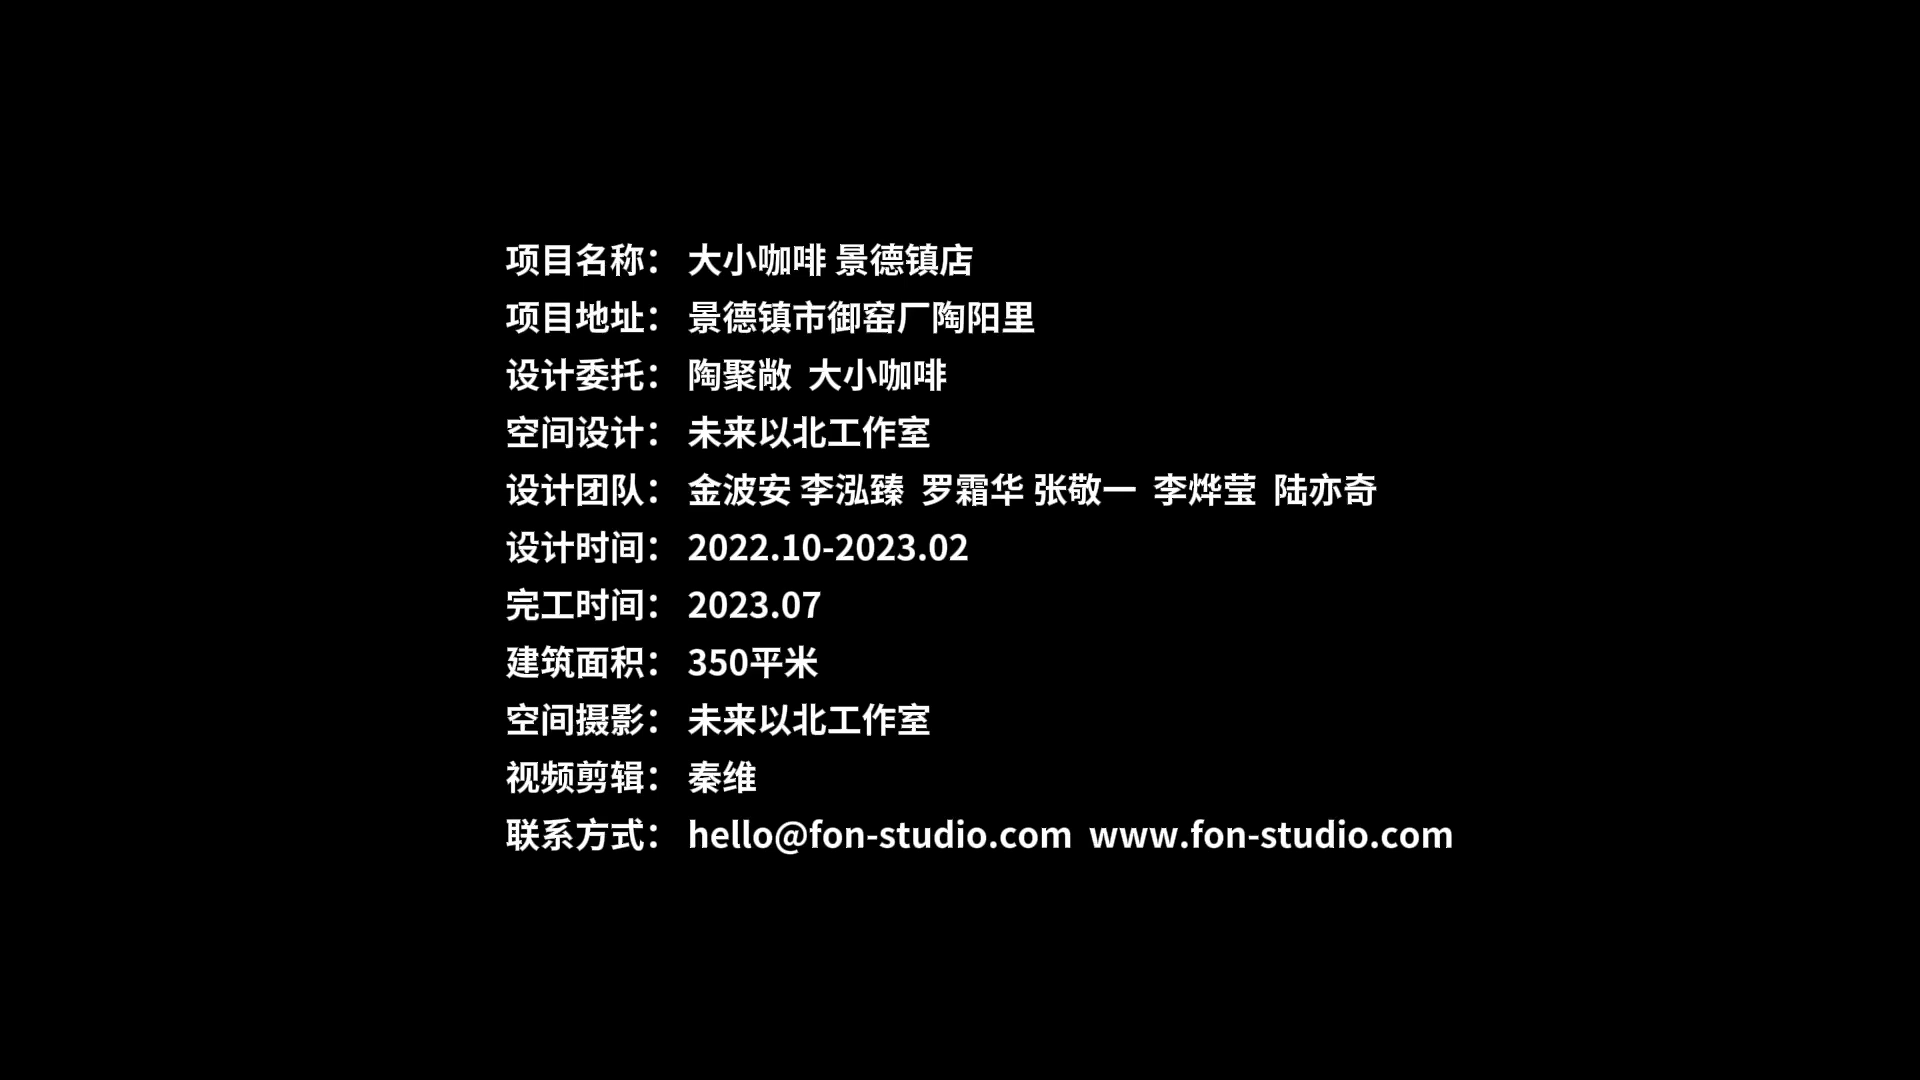 项目名称： 大小咖啡 景德镇店
项目地址： 景德镇市御窑厂陶阳里
设计委托： 陶聚敞  大小咖啡
空间设计： 未来以北工作室
设计团队： 金波安 李泓臻  罗霜华 张敬一  李烨莹  陆亦奇
设计时间： 2022.10-2023.02
完工时间： 2023.07
建筑面积： 350平米
空间摄影： 未来以北工作室
视频剪辑： 秦维
联系方式： hello@fon-studio.com  www.fon-studio.com